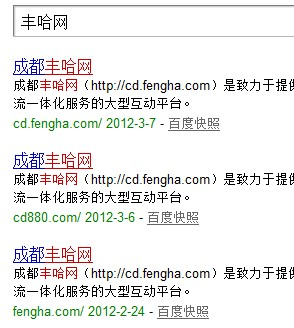 丰哈网
成都丰哈网
成都丰哈网（http://cd.fengha.com）是致力于提供
流一体化服务的大型互动平台。
cd.fengha.com/ 2012-3-7 - 百度快照
成都丰哈网
成都丰哈网（http://cd.fengha.com）是致力于提供
流一体化服务的大型互动平台。
cd880.com/ 2012-3-6 - 百度快照
成都丰哈网
成都丰哈网（http://cd.fengha.com）是致力于提供
流一体化服务的大型互动平台。
fengha.com/ 2012-2-24 - 百度快照